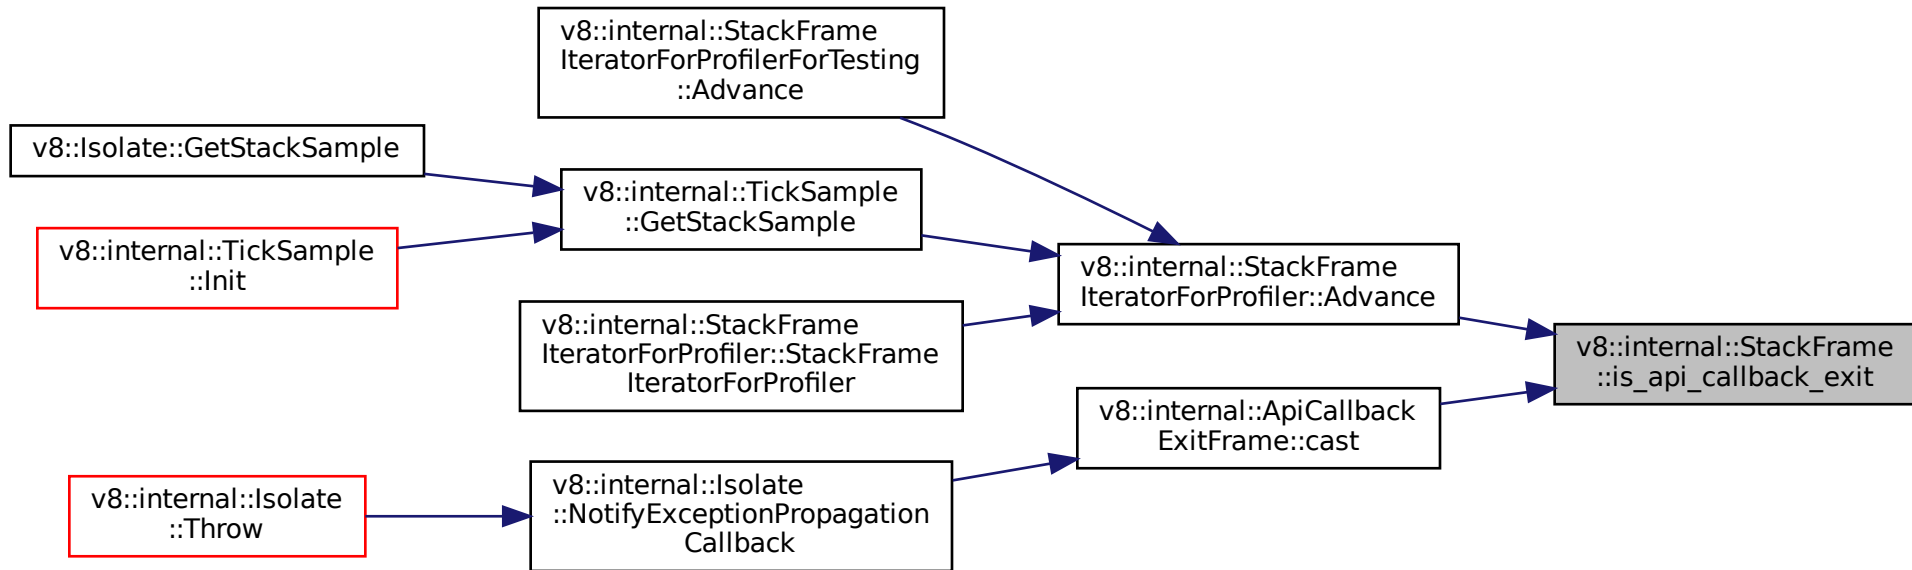 v8::internal::StackFrame
IteratorForProfilerForTesting
::Advance
v8::Isolate::GetStackSample
v8::internal::TickSample
::GetStackSample
v8::internal::TickSample
::Init
v8::internal::StackFrame
IteratorForProfiler::Advance
v8::internal::StackFrame
IteratorForProfiler::StackFrame
IteratorForProfiler
v8::internal::StackFrame
::is_api_callback_exit
v8::internal::ApiCallback
ExitFrame::cast
v8::internal::Isolate
::NotifyExceptionPropagation
Callback
v8::internal::Isolate
::Throw